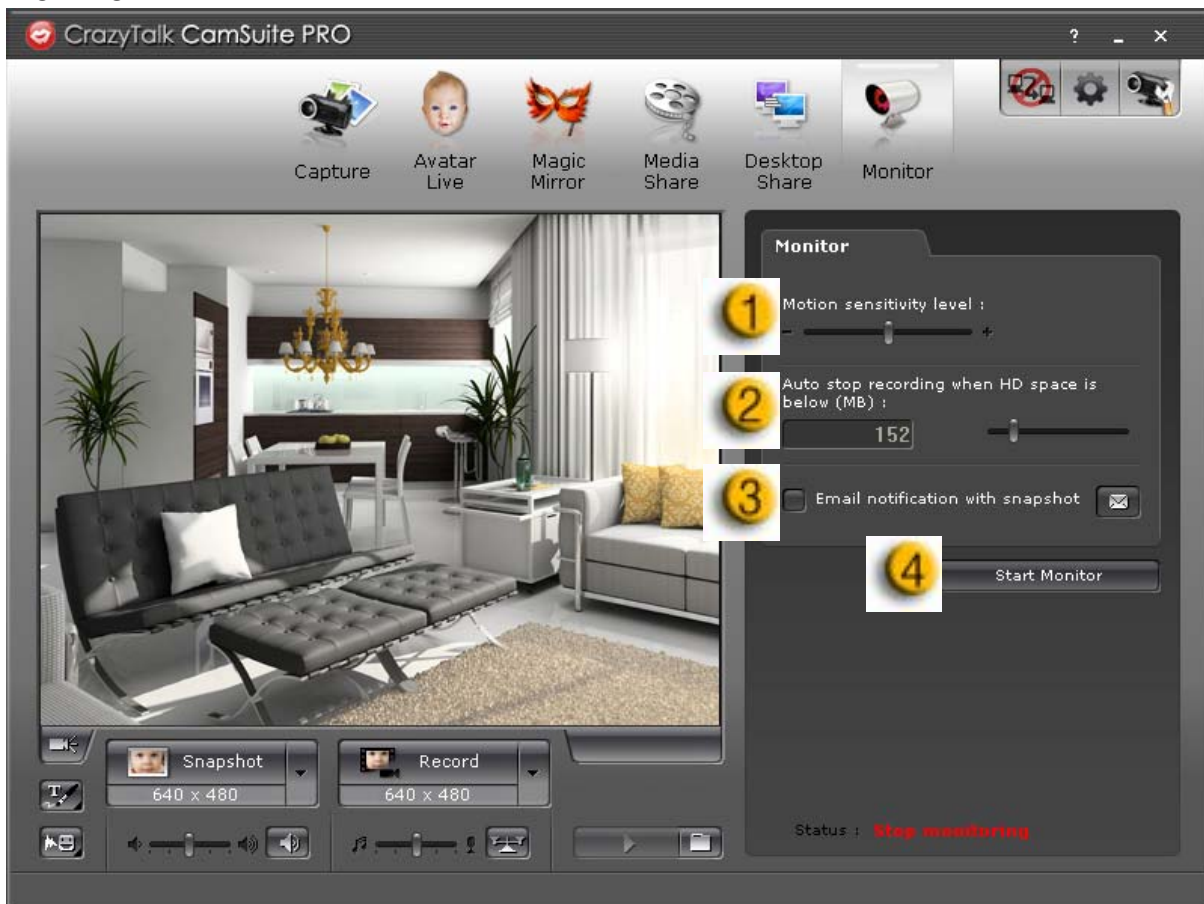 CrazyTalk CamSuite PRO
?
Capture
Avatar
Live
Magic
Mirror
Media
Share
Desktop
Share
Monitor
Monitor
1
Motion sensitivity level :
- +
2
Auto stop recording when HD space is
below (MB) :
152
3
Email notification with snapshot
4
Start Monitor
Snapshot
640 x 480
Record
640 x 480
Status : Stop monitoring